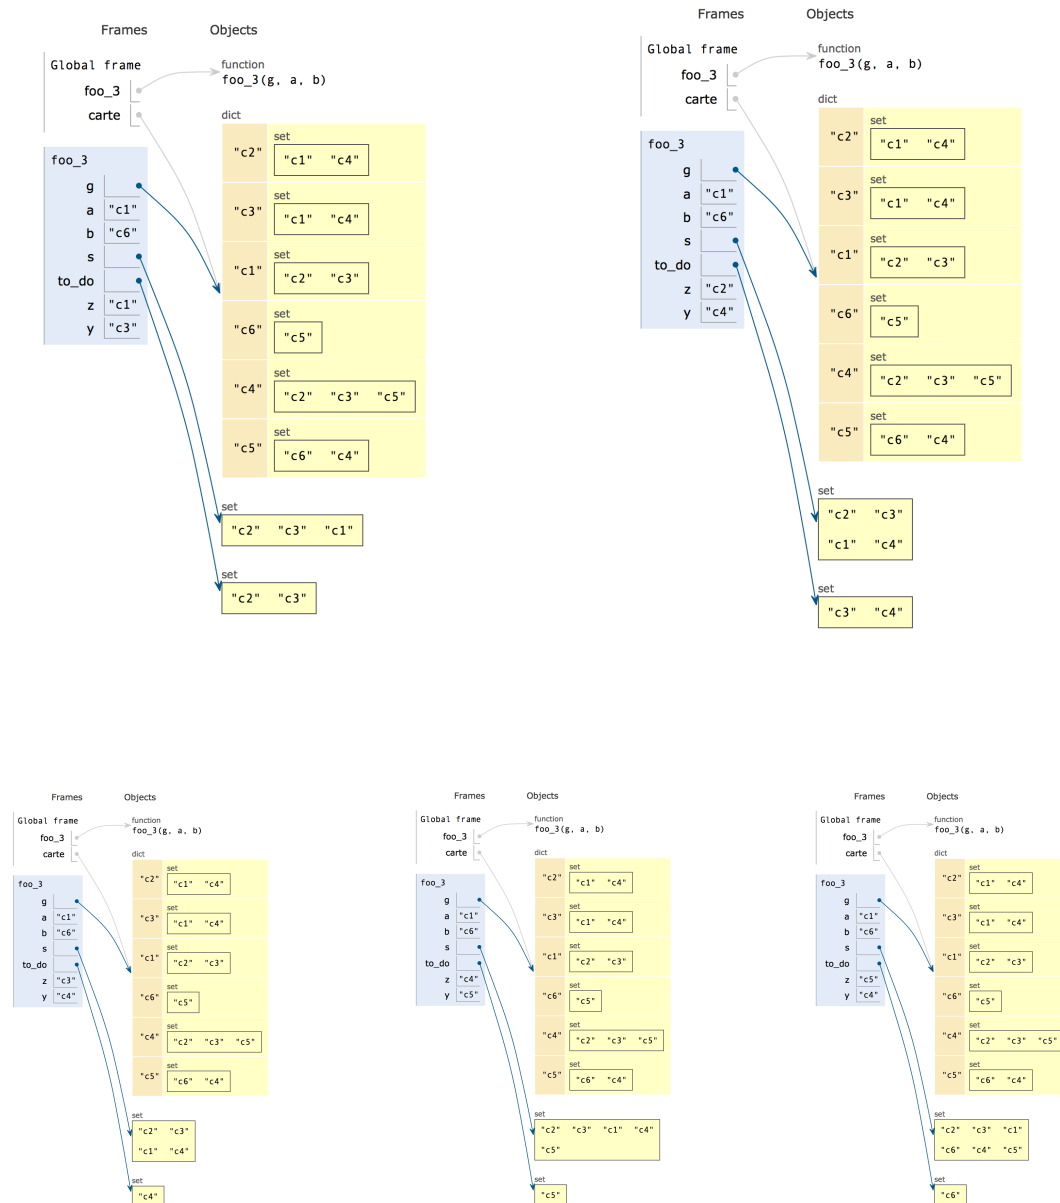 Frames Objects
Global frame
function
foo_3(g, a, b)
foo_3
carte
dict
foo_3
g
a "c1"
b "c6"
s
to_do
z "c1"
y "c3"
"c2" set
"c1" "c4"
"c3" set
"c1" "c4"
"c1" set
"c2" "c3"
"c6" set
"c5"
"c4" set
"c2" "c3" "c5"
"c5" set
"c6" "c4"
set
"c2" "c3" "c1"
set
"c2" "c3"
Frames Objects
Global frame
function
foo_3(g, a, b)
foo_3
carte
dict
foo_3
g
a "c1"
b "c6"
s
to_do
z "c2"
y "c4"
"c2" set
"c1" "c4"
"c3" set
"c1" "c4"
"c1" set
"c2" "c3"
"c6" set
"c5"
"c4" set
"c2" "c3" "c5"
"c5" set
"c6" "c4"
set
"c2" "c3"
"c1" "c4"
set
"c3" "c4"
Frames Objects
Global frame
function
foo_3(g, a, b)
foo_3
carte
dict
foo_3
g
a "c1"
b "c6"
s
to_do
z "c3"
y "c4"
"c2" set
"c1" "c4"
"c3" set
"c1" "c4"
"c1" set
"c2" "c3"
"c6" set
"c5"
"c4" set
"c2" "c3" "c5"
"c5" set
"c6" "c4"
set
"c2" "c3"
"c1" "c4"
set
"c4"
Frames Objects
Global frame
function
foo_3(g, a, b)
foo_3
carte
dict
foo_3
g
a "c1"
b "c6"
s
to_do
z "c4"
y "c5"
"c2" set
"c1" "c4"
"c3" set
"c1" "c4"
"c1" set
"c2" "c3"
"c6" set
"c5"
"c4" set
"c2" "c3" "c5"
"c5" set
"c6" "c4"
set
"c2" "c3" "c1" "c4"
"c5"
set
"c5"
Frames Objects
Global frame
function
foo_3(g, a, b)
foo_3
carte
dict
foo_3
g
a "c1"
b "c6"
s
to_do
z "c5"
y "c4"
"c2" set
"c1" "c4"
"c3" set
"c1" "c4"
"c1" set
"c2" "c3"
"c6" set
"c5"
"c4" set
"c2" "c3" "c5"
"c5" set
"c6" "c4"
set
"c2" "c3" "c1"
"c6" "c4" "c5"
set
"c6"